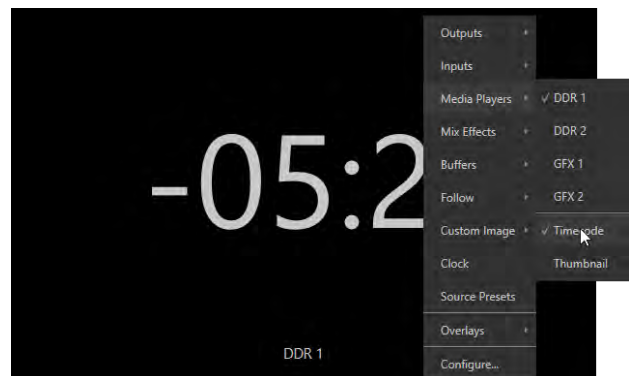 -05:2
DDR 1
Outputs
Inputs
Media Players
Mix Effects
Buffers
Follow
Custom Image
Clock
Source Presets
Overlays
Configure...
✓ DDR 1
DDR 2
GFX 1
GFX 2
✓ Timecode
Thumbnail